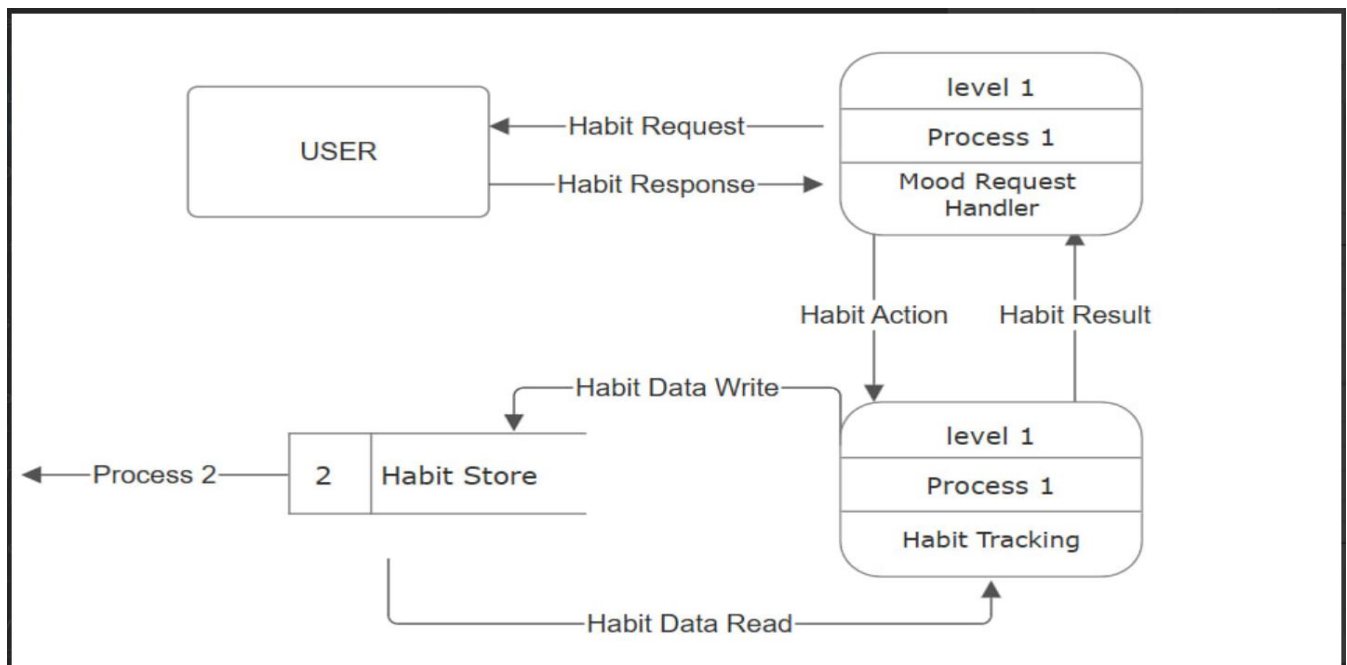 level 1
Habit Request
Process 1
USER
Habit Response
Mood Request
Handler
Habit Action
Habit Result
Habit Data Write
level 1
Process 2
2
Habit Store
Process 1
Habit Tracking
Habit Data Read